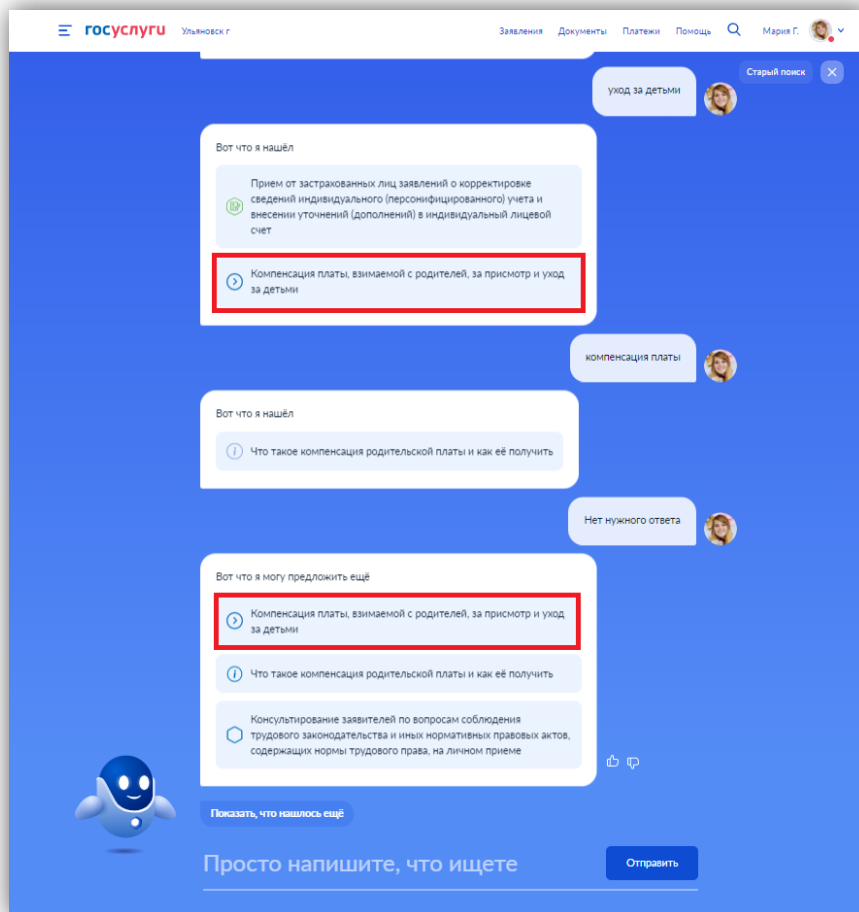 госуслуги Ульяновск г Заявления Документы Платежи Помощь Мария Г.
Старый поиск
уход за детьми
Вот что я нашёл
Прием от застрахованных лиц заявлений о корректировке
сведений индивидуального (персонифицированного) учета и
внесении уточнений (дополнений) в индивидуальный лицевой
счет
Компенсация платы, взимаемой с родителей, за присмотр и уход
за детьми
компенсация платы
Вот что я нашёл
Что такое компенсация родительской платы и как её получить
Нет нужного ответа
Вот что я могу предложить ещё
Компенсация платы, взимаемой с родителей, за присмотр и уход
за детьми
Что такое компенсация родительской платы и как её получить
Консультирование заявителей по вопросам соблюдения
трудового законодательства и иных нормативных правовых актов,
содержащих нормы трудового права, на личном приеме
Показать, что нашлось ещё
Просто напишите, что ищете
Отправить